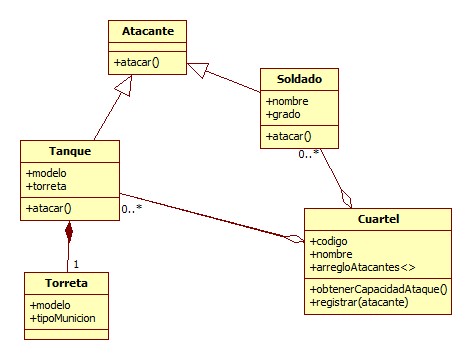 Atacante
+atacar()
Soldado
+nombre
+grado
+atacar()
0..*
Tanque
+modelo
+torreta
+atacar()
0..*
Cuartel
+codigo
+nombre
+arregloAtacantes<>
+obtenerCapacidadAtaque()
+registrar(atacante)
1
Torreta
+modelo
+tipoMunicion